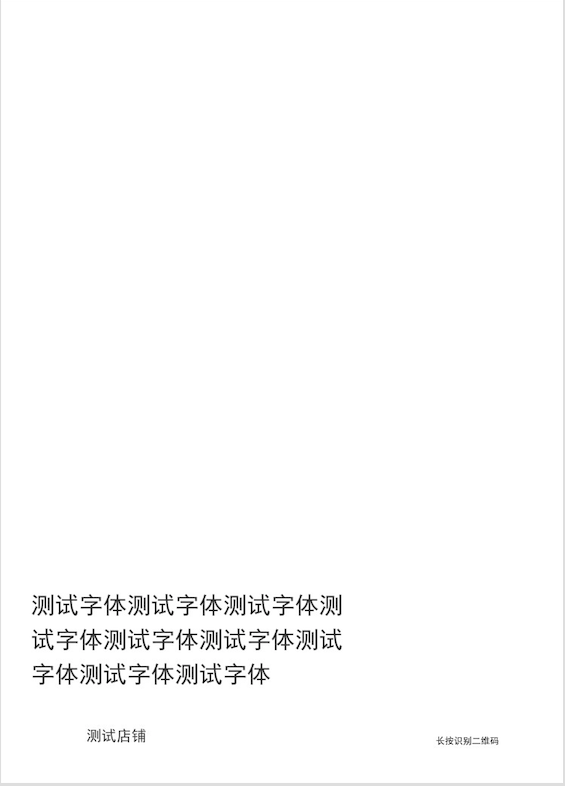 测试字体测试字体测试字体测
试字体测试字体测试字体测试
字体测试字体测试字体
测试店铺
长按识别二维码